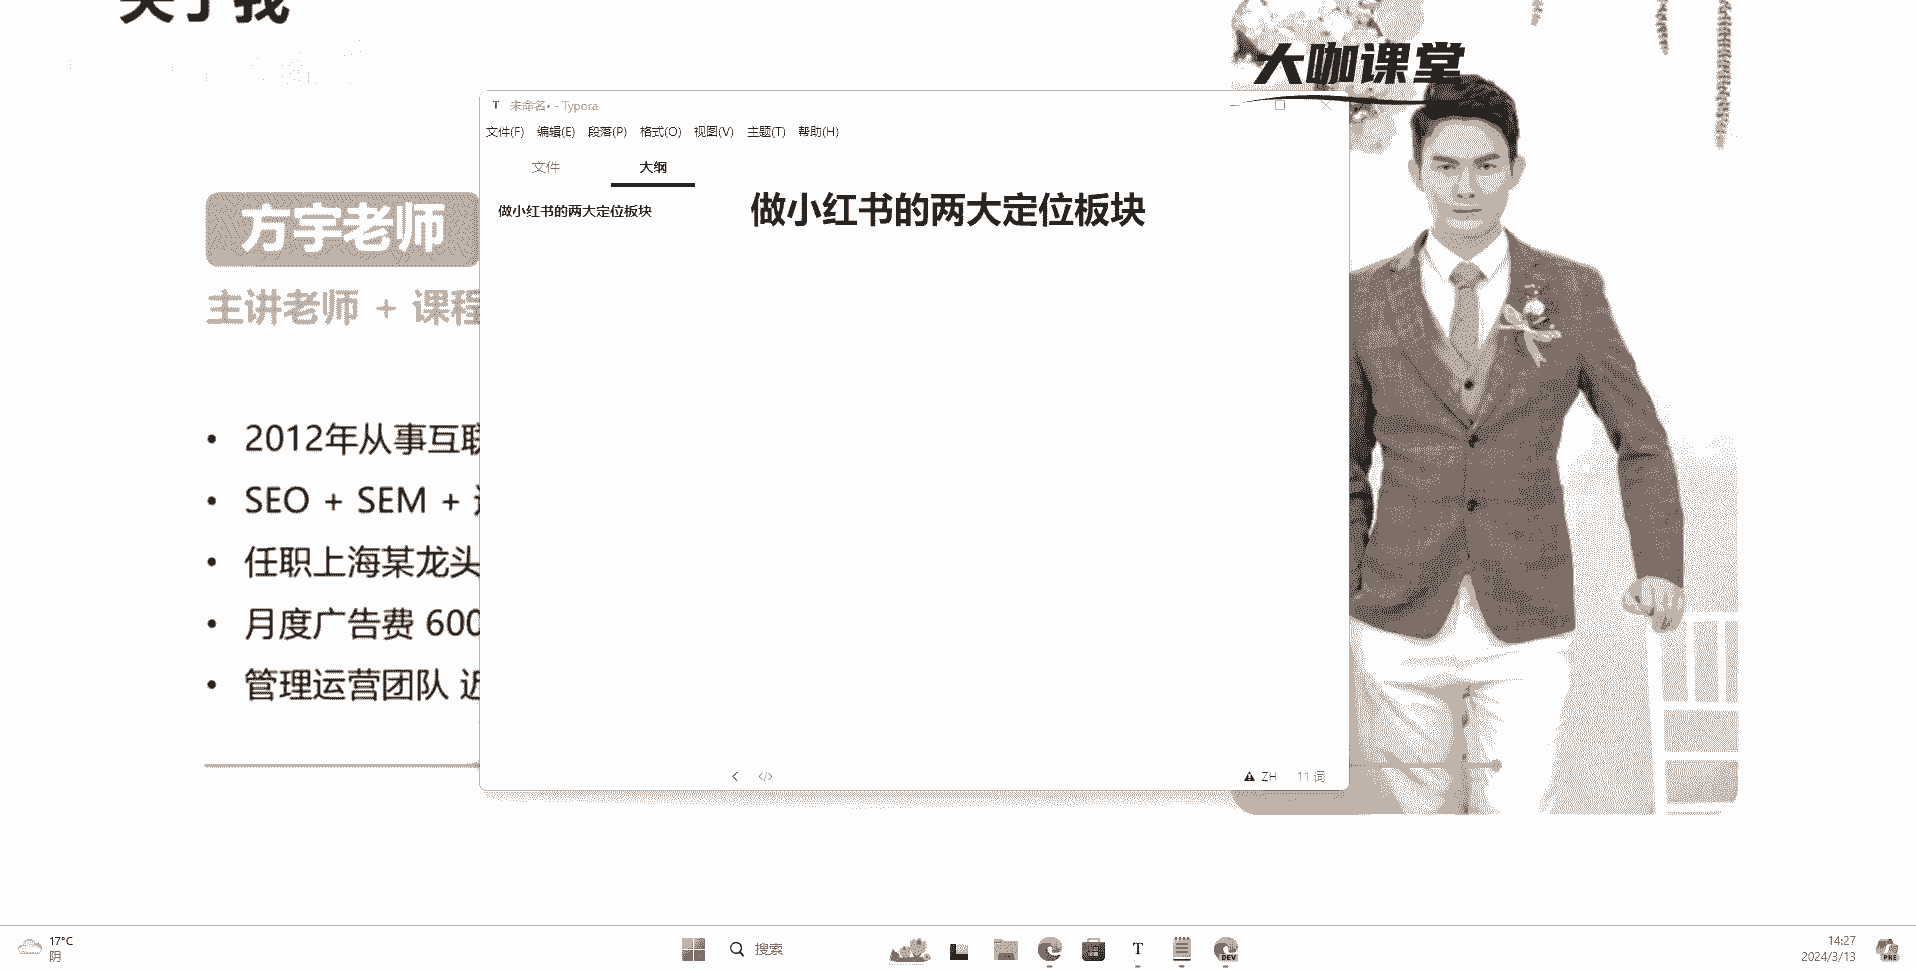 关于我
大咖课堂
未命名• - Typora
文件(F) 编辑(E) 段落(P) 格式(O) 视图(V) 主题(T) 帮助(H)
文件 大纲
做小红书的两大定位板块
做小红书的两大定位板块
方宇老师
主讲老师 + 课程
• 2012年从事互联
• SEO + SEM +
• 任职上海某龙头
• 月度广告费 600
• 管理运营团队 近
</> ZH 11 词
17°C
阴
搜索
DEV
14:27
2024/3/13
PRE